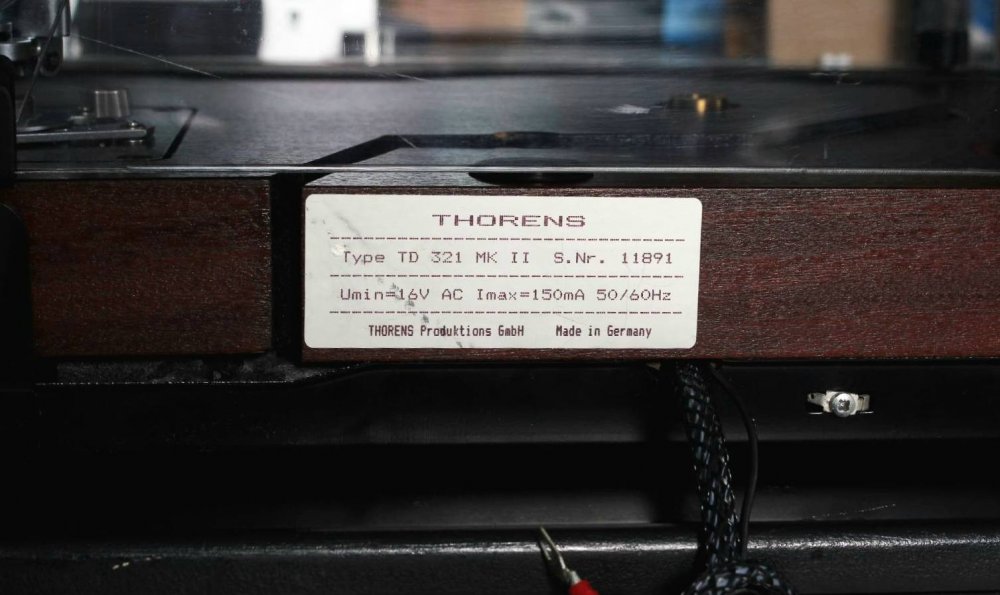 THORENS
Type TD 321 MK II S.Nr. 11891
Umin=16V AC Imax=150mA 50/60Hz
THORENS Produktions GmbH Made in Germany